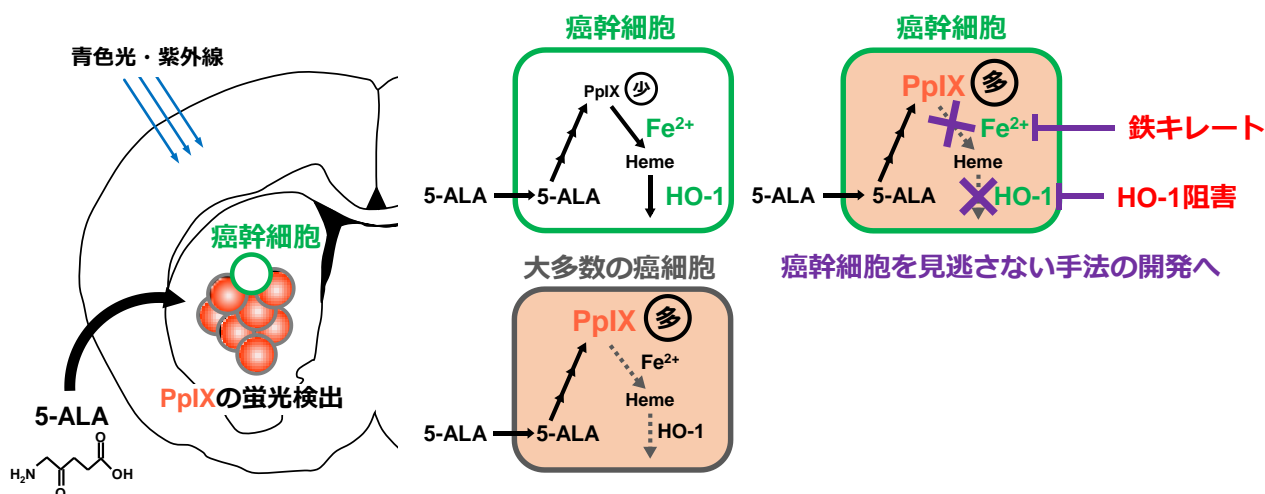 青色光・紫外線
癌幹細胞
PpIXの蛍光検出
5-ALA
H₂N
O
O
OH
癌幹細胞
PpIX 少
Fe²⁺
Heme
5-ALA
5-ALA
HO-1
大多数の癌細胞
PpIX 多
Fe²⁺
Heme
5-ALA
5-ALA
HO-1
癌幹細胞
PpIX 多
Fe²⁺
鉄キレート
Heme
5-ALA
5-ALA
HO-1
HO-1阻害
癌幹細胞を見逃さない手法の開発へ